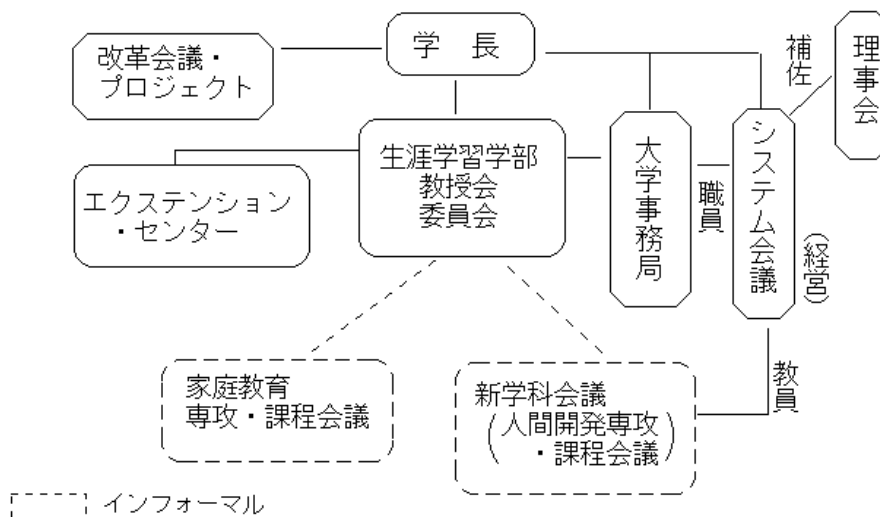 学 長
改革会議・
プロジェクト
補佐
理事会
生涯学習学部
教授会
委員会
大学事務局
職員
システム会議
(経営)
エクステンション
・センター
家庭教育
専攻・課程会議
新学科会議
(人間開発専攻
・課程会議)
教員
インフォーマル